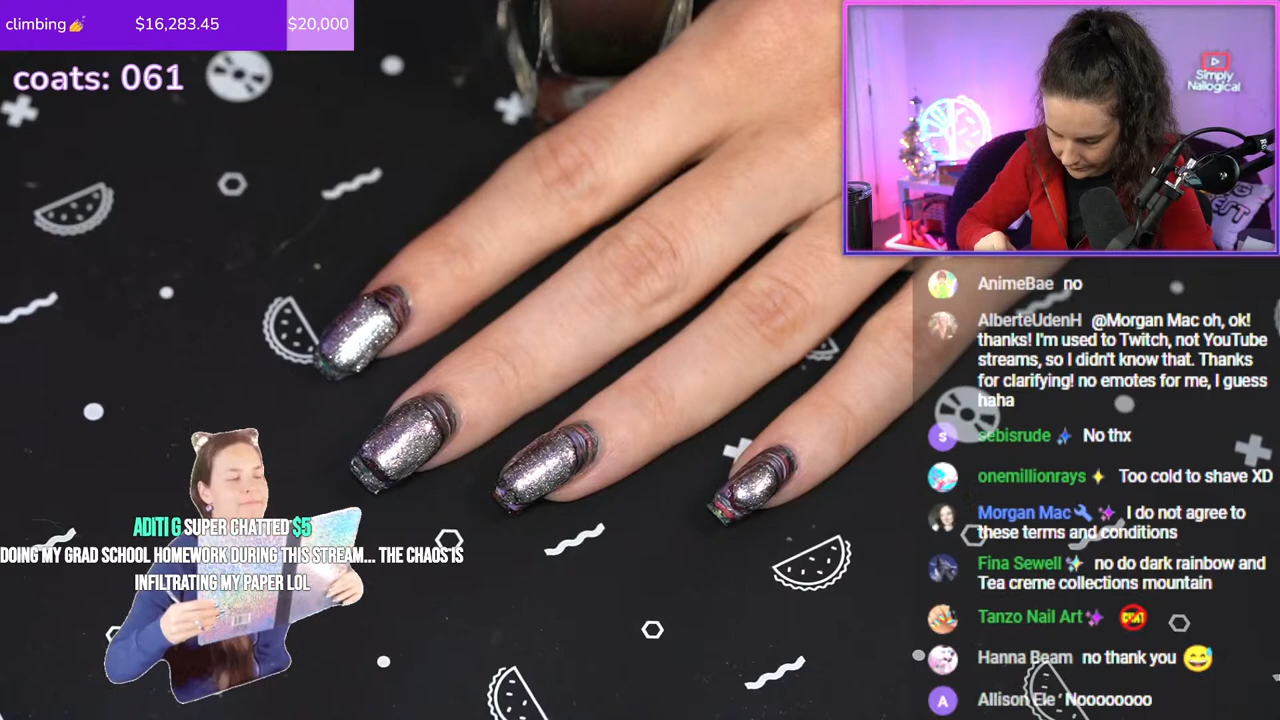 climbing💅 $16,283.45 $20,000
coats: 061
Simply
Nailogical
AnimeBae no
AlberteUdenH @Morgan Mac oh, ok!
thanks! I'm used to Twitch, not YouTube
streams, so I didn't know that. Thanks
for clarifying! no emotes for me, I guess
haha
S sebisrude No thx
onemillionrays Too cold to shave XD
Morgan Mac I do not agree to
these terms and conditions
Fina Sewell no do dark rainbow and
Tea creme collections mountain
Tanzo Nail Art
Hanna Beam no thank you 😅
A Allison Ele Noooooooo
ADITI G SUPER CHATTED $5
DOING MY GRAD SCHOOL HOMEWORK DURING THIS STREAM... THE CHAOS IS
INFILTRATING MY PAPER LOL